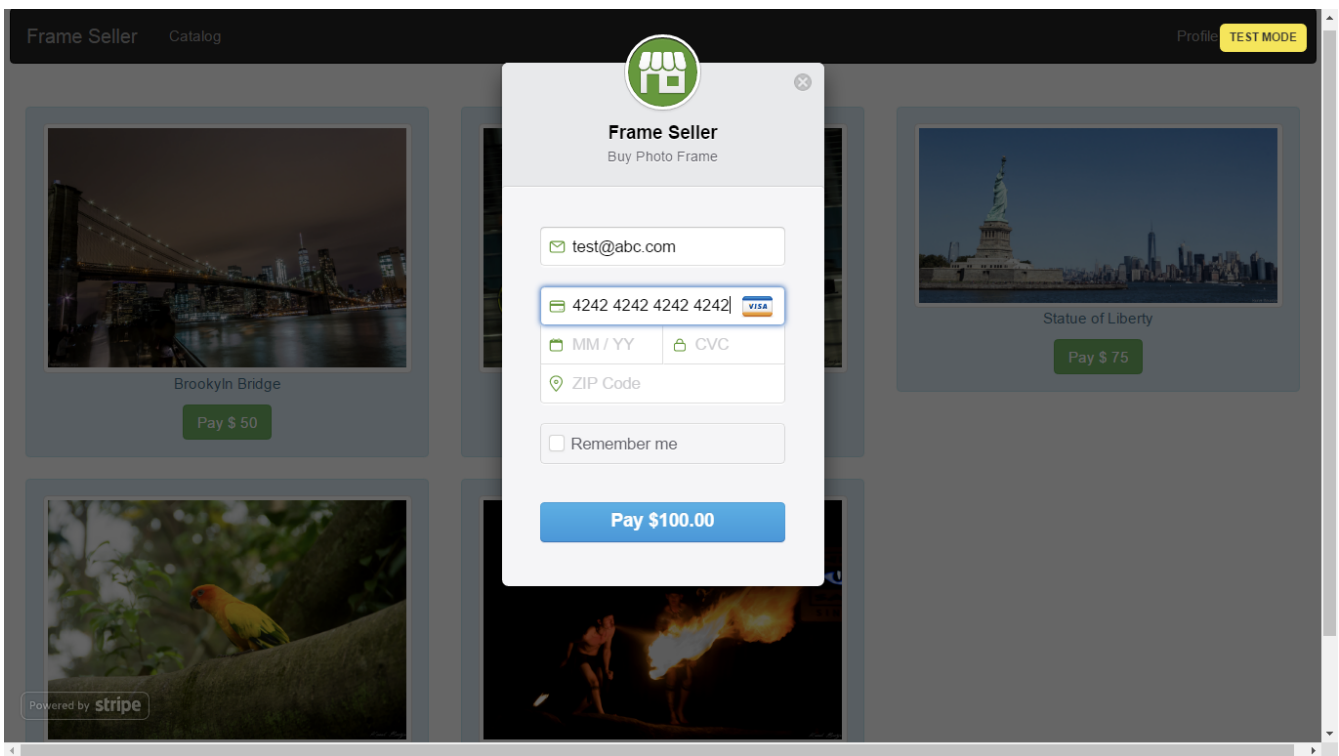 Frame Seller Catalog Profile TEST MODE
Frame Seller
Buy Photo Frame
test@abc.com
4242 4242 4242 4242 VISA
MM / YY CVC
ZIP Code
Remember me
Pay $100.00
Brookyln Bridge
Pay $ 50
Statue of Liberty
Pay $ 75
Powered by stripe